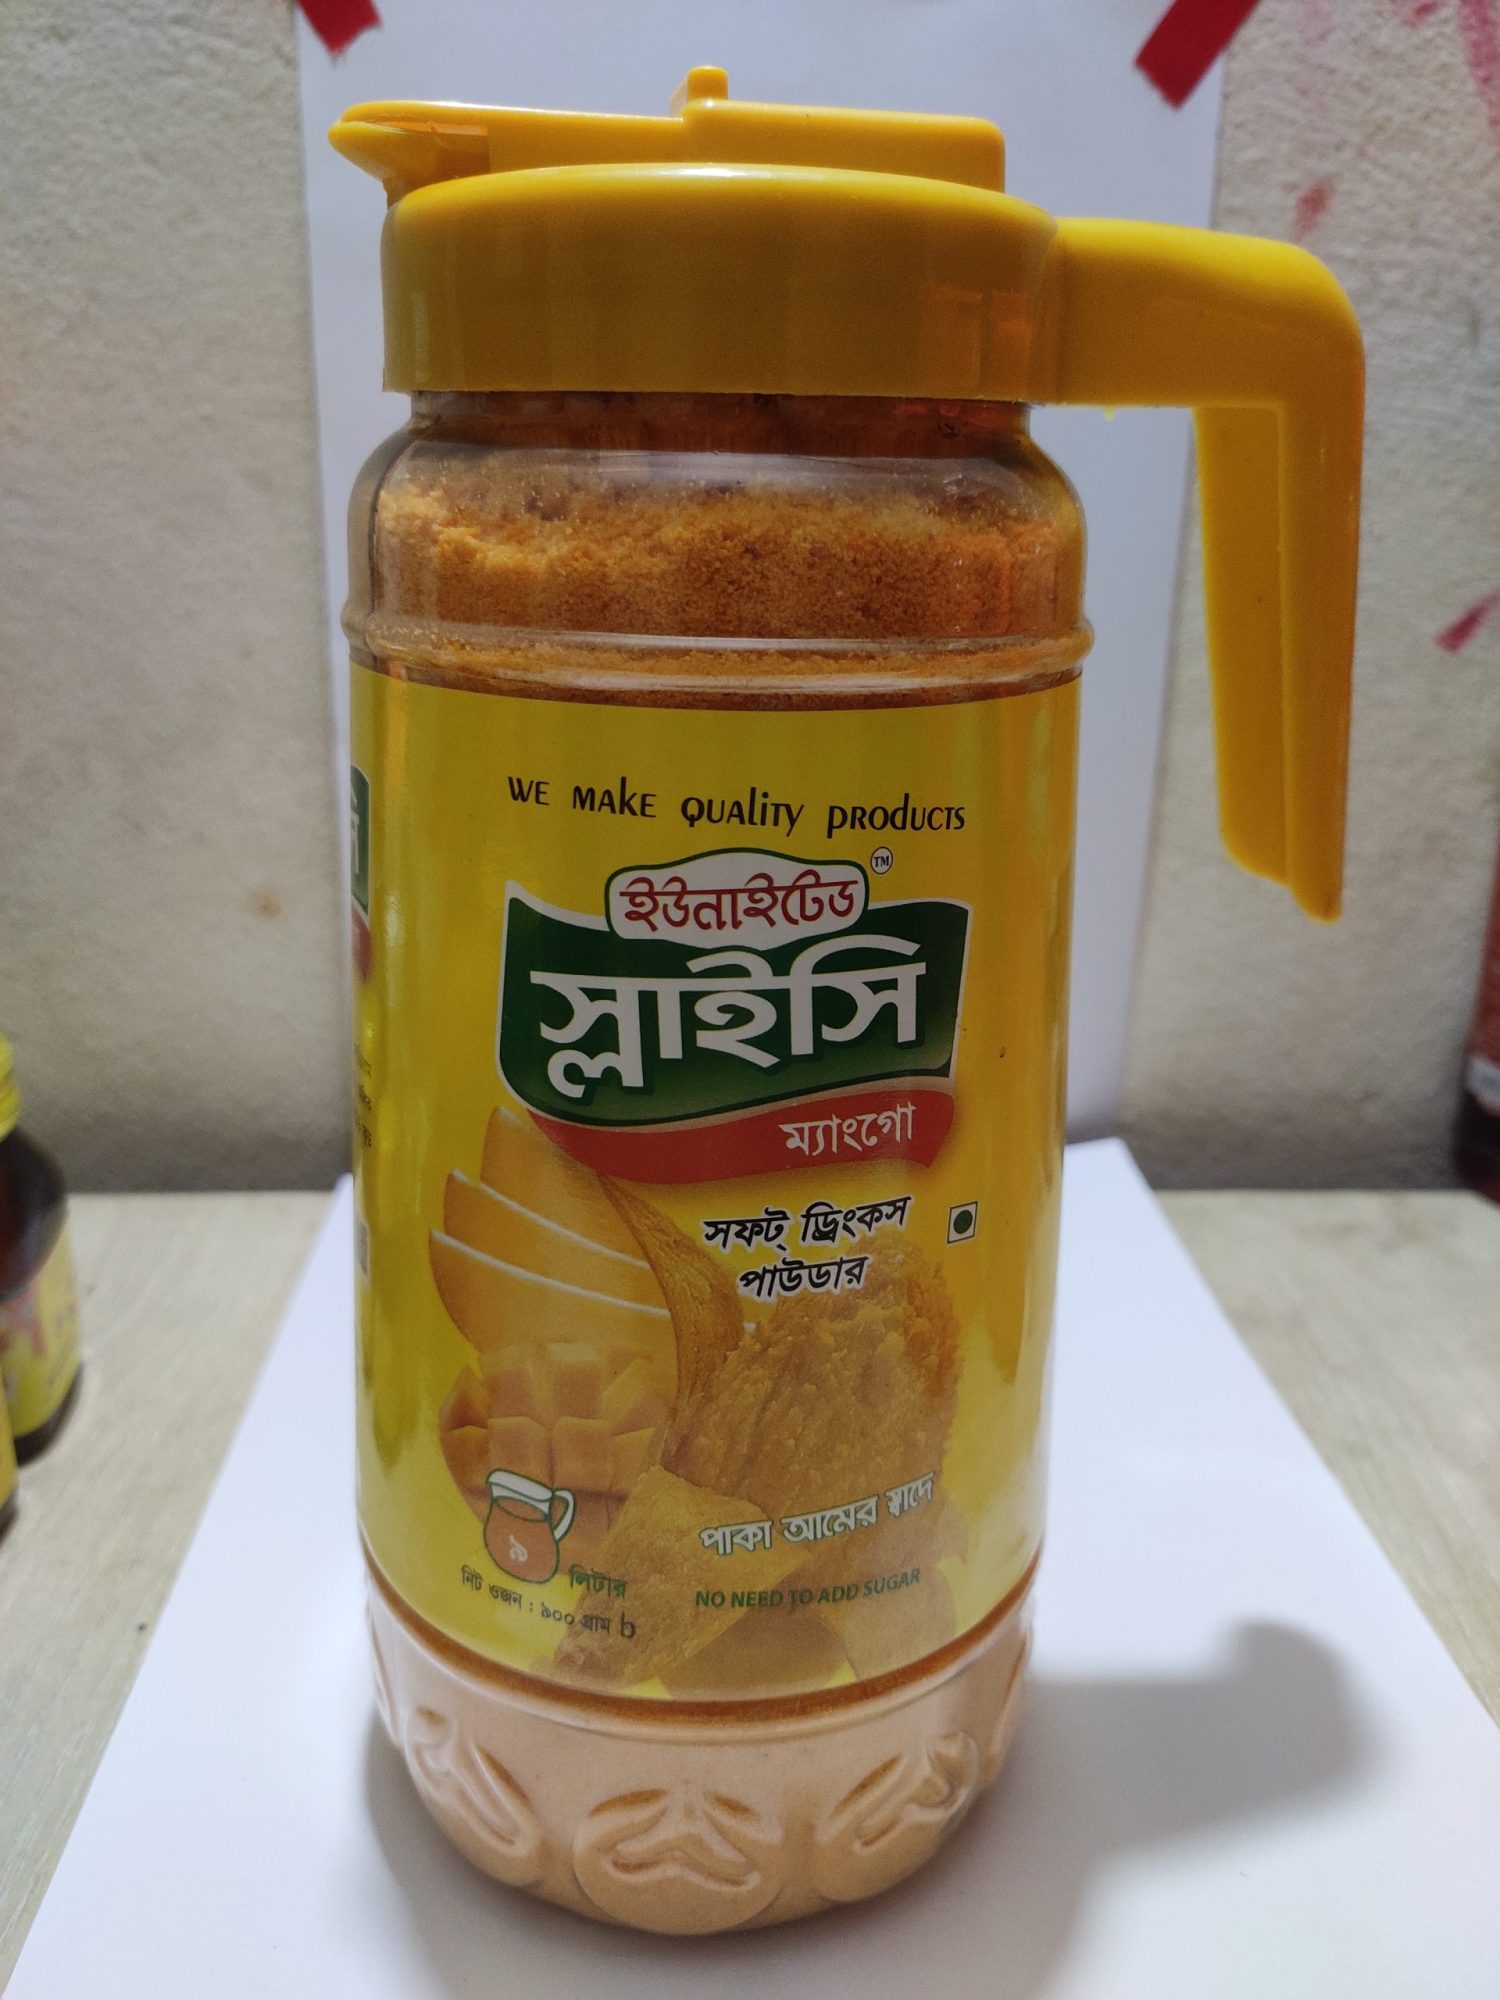 WE MAKE QUALITY PRODUCTS
ইউনাইটেড
TM
স্লাইসি
ম্যাংগো
সফট্ ড্রিংকস
পাউডার
পাকা আমের স্বাদে
৯ লিটার
নিট ওজন : ৯০০ গ্রাম b
NO NEED TO ADD SUGAR